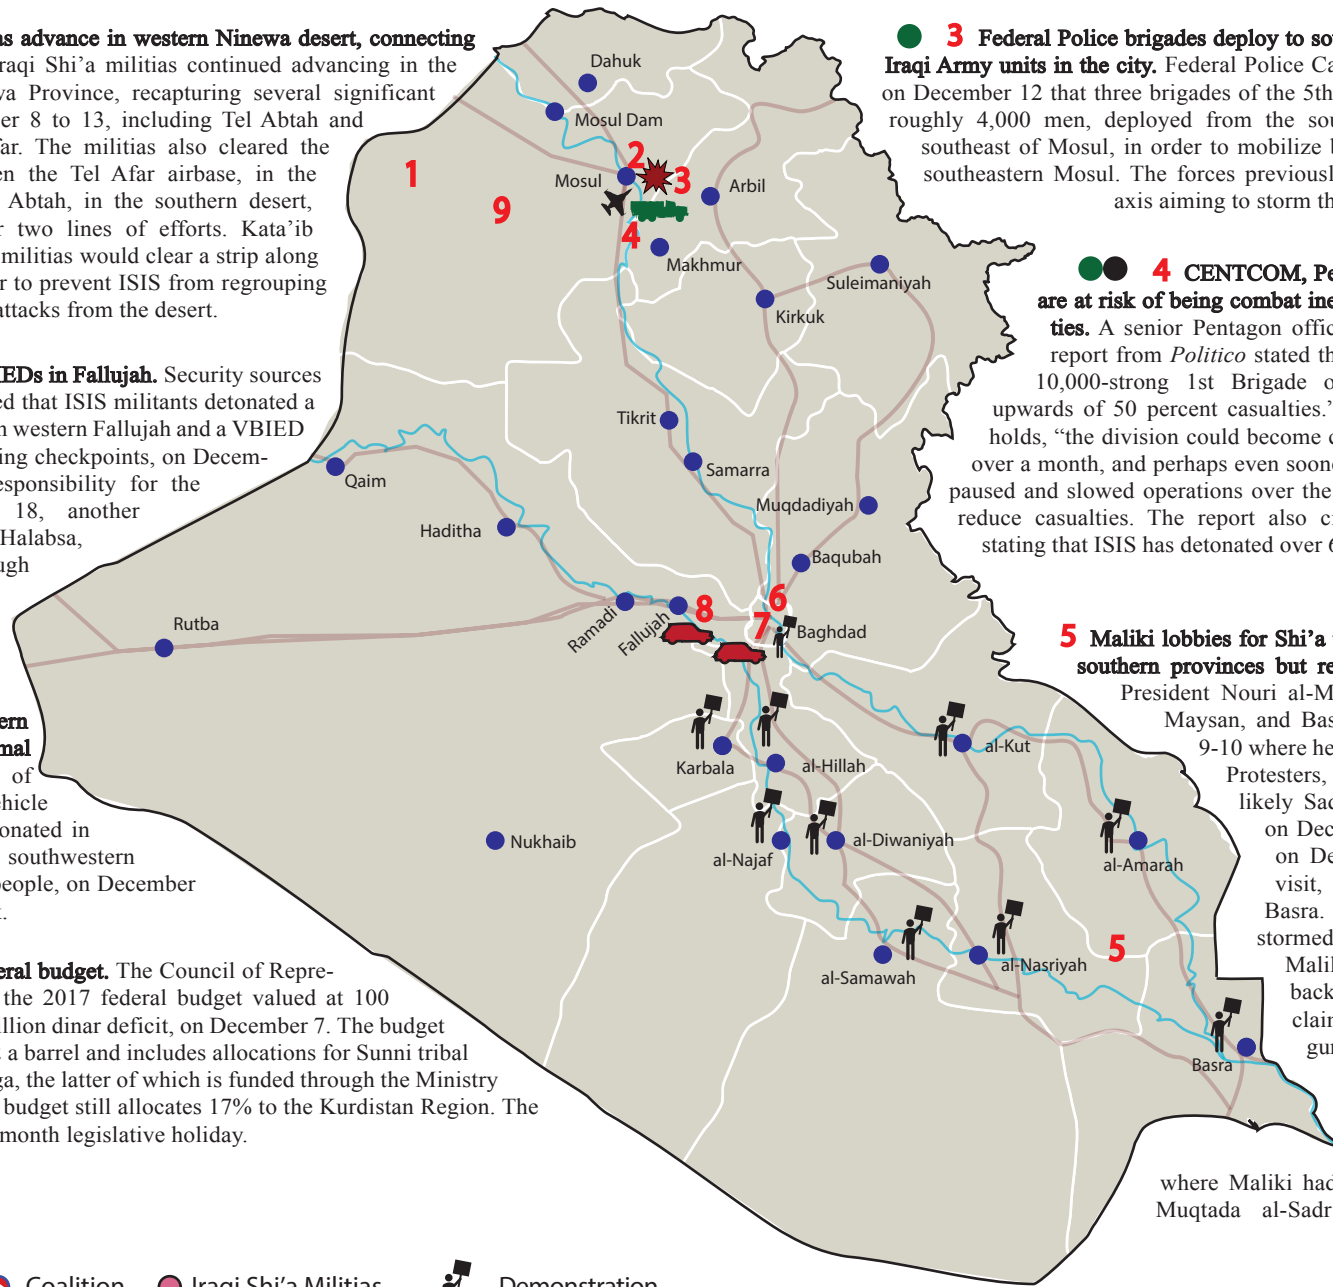 as advance in western Ninewa desert, connecting
raqi Shi'a militias continued advancing in the
va Province, recapturing several significant
er 8 to 13, including Tel Abtah and
far. The militias also cleared the
en the Tel Afar airbase, in the
Abtah, in the southern desert,
r two lines of efforts. Kata'ib
militias would clear a strip along
er to prevent ISIS from regrouping
attacks from the desert.
IEDs in Fallujah. Security sources
ed that ISIS militants detonated a
n western Fallujah and a VBIED
ing checkpoints, on Decem-
esponsibility for the
18, another
Halabsa,
ugh
ern
mal
of
ehicle
onated in
southwestern
people, on December
k.
eral budget. The Council of Repre-
the 2017 federal budget valued at 100
illion dinar deficit, on December 7. The budget
a barrel and includes allocations for Sunni tribal
ga, the latter of which is funded through the Ministry
budget still allocates 17% to the Kurdistan Region. The
month legislative holiday.
3 Federal Police brigades deploy to so
Iraqi Army units in the city. Federal Police Ca
on December 12 that three brigades of the 5th
roughly 4,000 men, deployed from the sou
southeast of Mosul, in order to mobilize b
southeastern Mosul. The forces previously
axis aiming to storm th
4 CENTCOM, Pe
are at risk of being combat ine
ties. A senior Pentagon offic
report from Politico stated th
10,000-strong 1st Brigade o
upwards of 50 percent casualties.
holds, "the division could become c
over a month, and perhaps even soone
paused and slowed operations over the
reduce casualties. The report also ci
stating that ISIS has detonated over 6
5 Maliki lobbies for Shi'a
southern provinces but re
President Nouri al-M
Maysan, and Bas
9-10 where he
Protesters,
likely Sad
on Dec
on De
visit,
Basra.
stormed
Malik
back
claim
gu
where Maliki had
Muqtada al-Sadr
Dahuk
Mosul Dam
2
1
Mosul
3
Arbil
9
4
Makhmur
Suleimaniyah
Kirkuk
Tikrit
Samarra
Qaim
Muqdadiyah
Haditha
Baqubah
6
8
7
Ramadi
Fallujah
Baghdad
Rutba
al-Kut
Karbala
al-Hillah
Nukhaib
al-Diwaniyah
al-Najaf
al-Amarah
5
al-Nasriyah
al-Samawah
Basra
Coalition
Iraqi Shi'a Militias
Demonstration